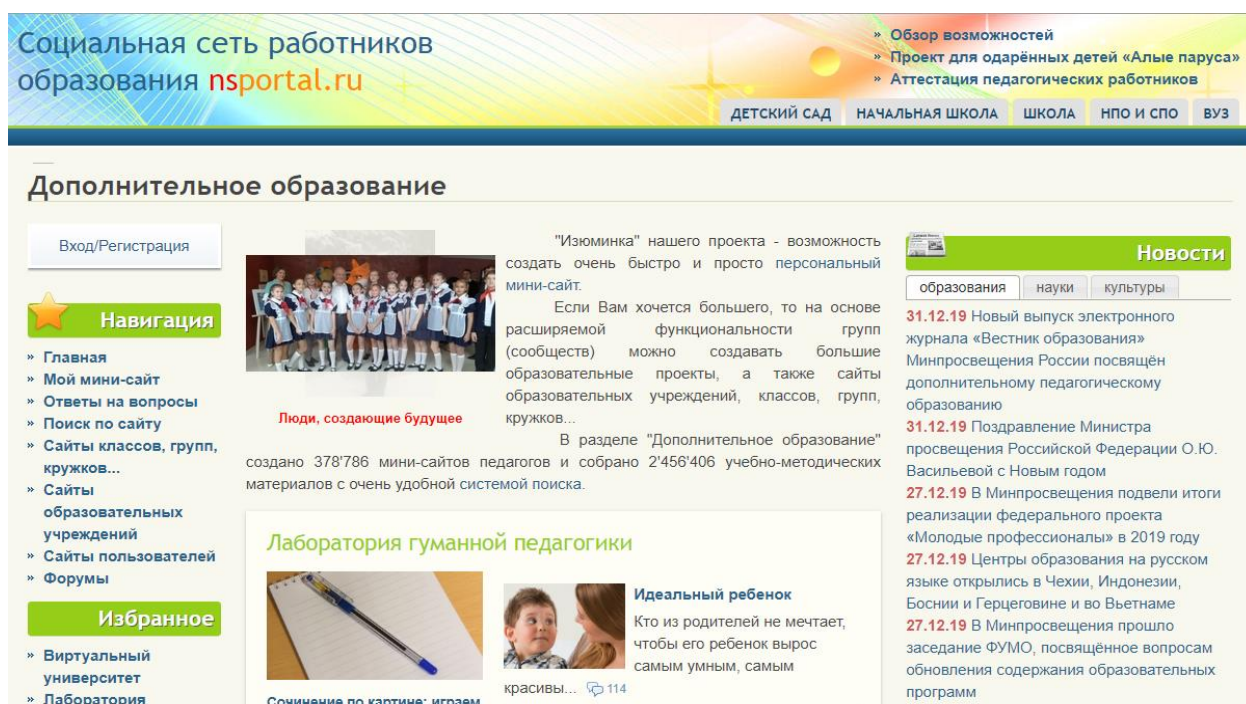 Социальная сеть работников
образования nsportal.ru
» Обзор возможностей
» Проект для одарённых детей «Алые паруса»
» Аттестация педагогических работников
ДЕТСКИЙ САД
НАЧАЛЬНАЯ ШКОЛА
ШКОЛА
НПО И СПО
ВУЗ
Дополнительное образование
Вход/Регистрация
Навигация
» Главная
» Мой мини-сайт
» Ответы на вопросы
» Поиск по сайту
» Сайты классов, групп,
кружков...
» Сайты
образовательных
учреждений
» Сайты пользователей
» Форумы
Избранное
» Виртуальный
университет
» Лаборатория
Люди, создающие будущее
"Изюминка" нашего проекта - возможность
создать очень быстро и просто персональный
мини-сайт.
Если Вам хочется большего, то на основе
расширяемой функциональности групп
(сообществ) можно создавать большие
образовательные проекты, а также сайты
образовательных учреждений, классов, групп,
кружков...
В разделе "Дополнительное образование"
создано 378'786 мини-сайтов педагогов и собрано 2'456'406 учебно-методических
материалов с очень удобной системой поиска.
Лаборатория гуманной педагогики
Сочинение по картине: играем
Идеальный ребенок
Кто из родителей не мечтает,
чтобы его ребенок вырос
самым умным, самым
красивы... 114
Новости
образования
науки
культуры
31.12.19 Новый выпуск электронного
журнала «Вестник образования»
Минпросвещения России посвящён
дополнительному педагогическому
образованию
31.12.19 Поздравление Министра
просвещения Российской Федерации О.Ю.
Васильевой с Новым годом
27.12.19 В Минпросвещения подвели итоги
реализации федерального проекта
«Молодые профессионалы» в 2019 году
27.12.19 Центры образования на русском
языке открылись в Чехии, Индонезии,
Боснии и Герцеговине и во Вьетнаме
27.12.19 В Минпросвещения прошло
заседание ФУМО, посвящённое вопросам
обновления содержания образовательных
программ